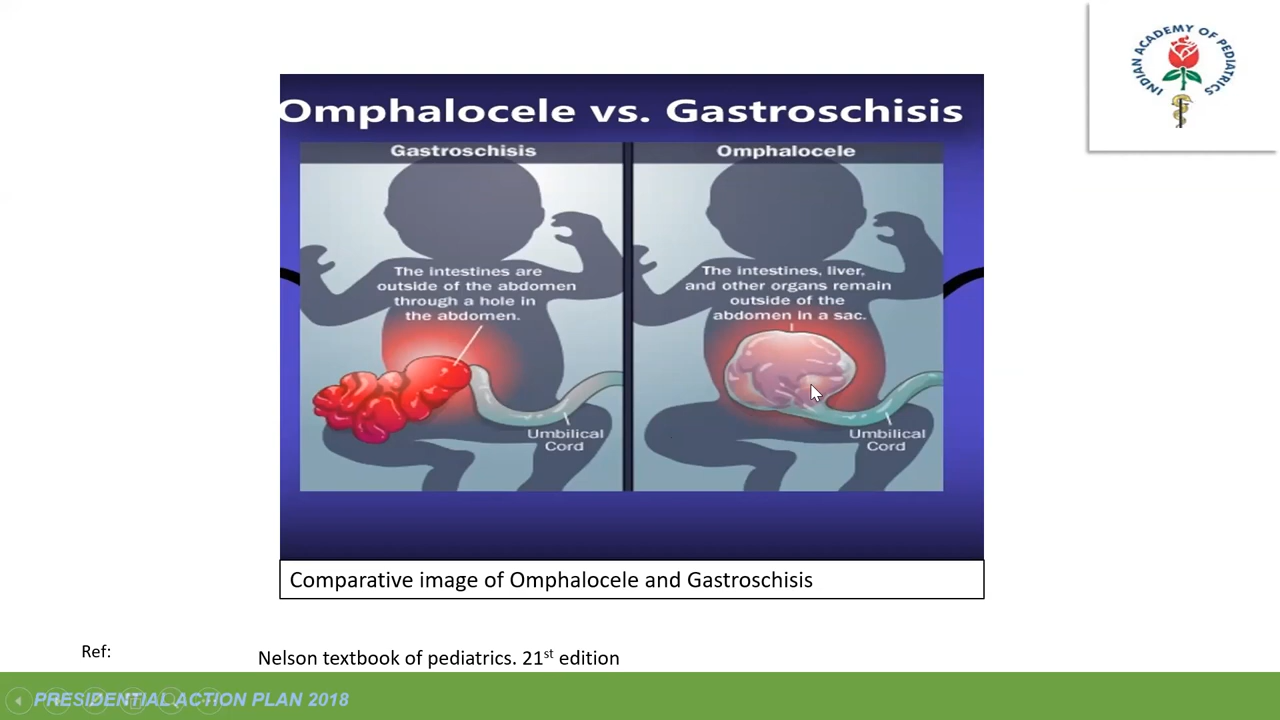 INDIAN ACADEMY OF PEDIATRICS
Omphalocele vs. Gastroschisis
Gastroschisis
The intestines are
outside of the abdomen
through a hole in
the abdomen.
Umbilical
Cord
Omphalocele
The intestines, liver,
and other organs remain
outside of the
abdomen in a sac.
Umbilical
Cord
Comparative image of Omphalocele and Gastroschisis
Ref:
Nelson textbook of pediatrics. 21st edition
PRESIDENTIAL ACTION PLAN 2018